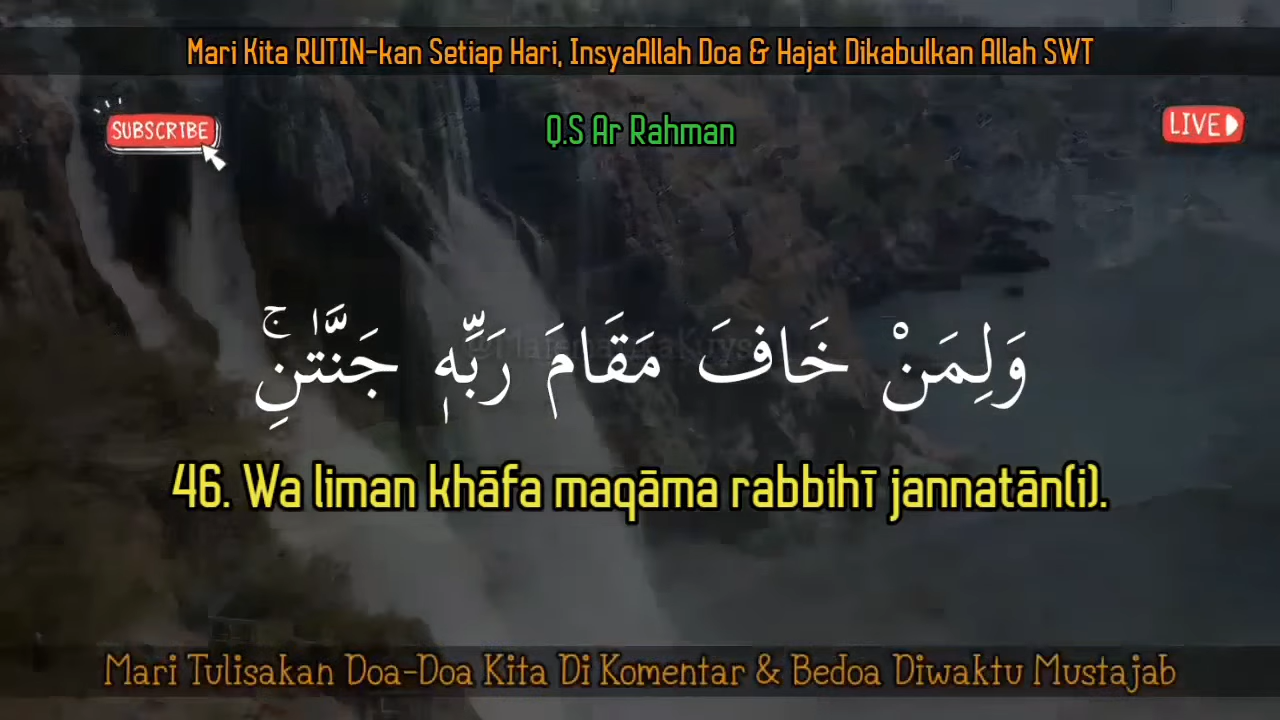 Mari Kita RUTIN-kan Setiap Hari, InsyaAllah Doa & Hajat Dikabulkan Allah SWT
SUBSCRIBE
LIVE
Q.S Ar Rahman
وَلِمَنْ خَافَ مَقَامَ رَبِّهٖ جَنَّتٰنِۚ
46. Wa liman khāfa maqāma rabbihī jannatān(i).
Mari Tulisakan Doa-Doa Kita Di Komentar & Bedoa Diwaktu Mustajab